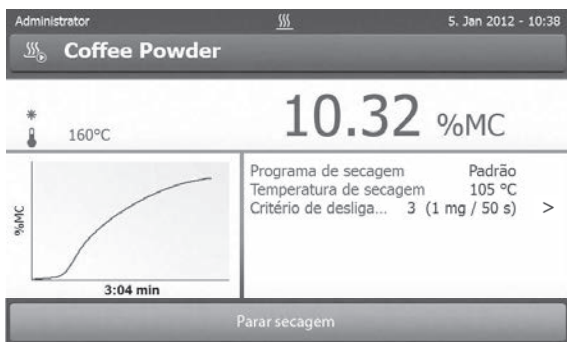 Administrator 5. Jan 2012 - 10:38
Coffee Powder
160°C
10.32 %MC
%MC
3:04 min
Programa de secagem Padrão
Temperatura de secagem 105 °C
Critério de desliga... 3 (1 mg / 50 s) >
Parar secagem